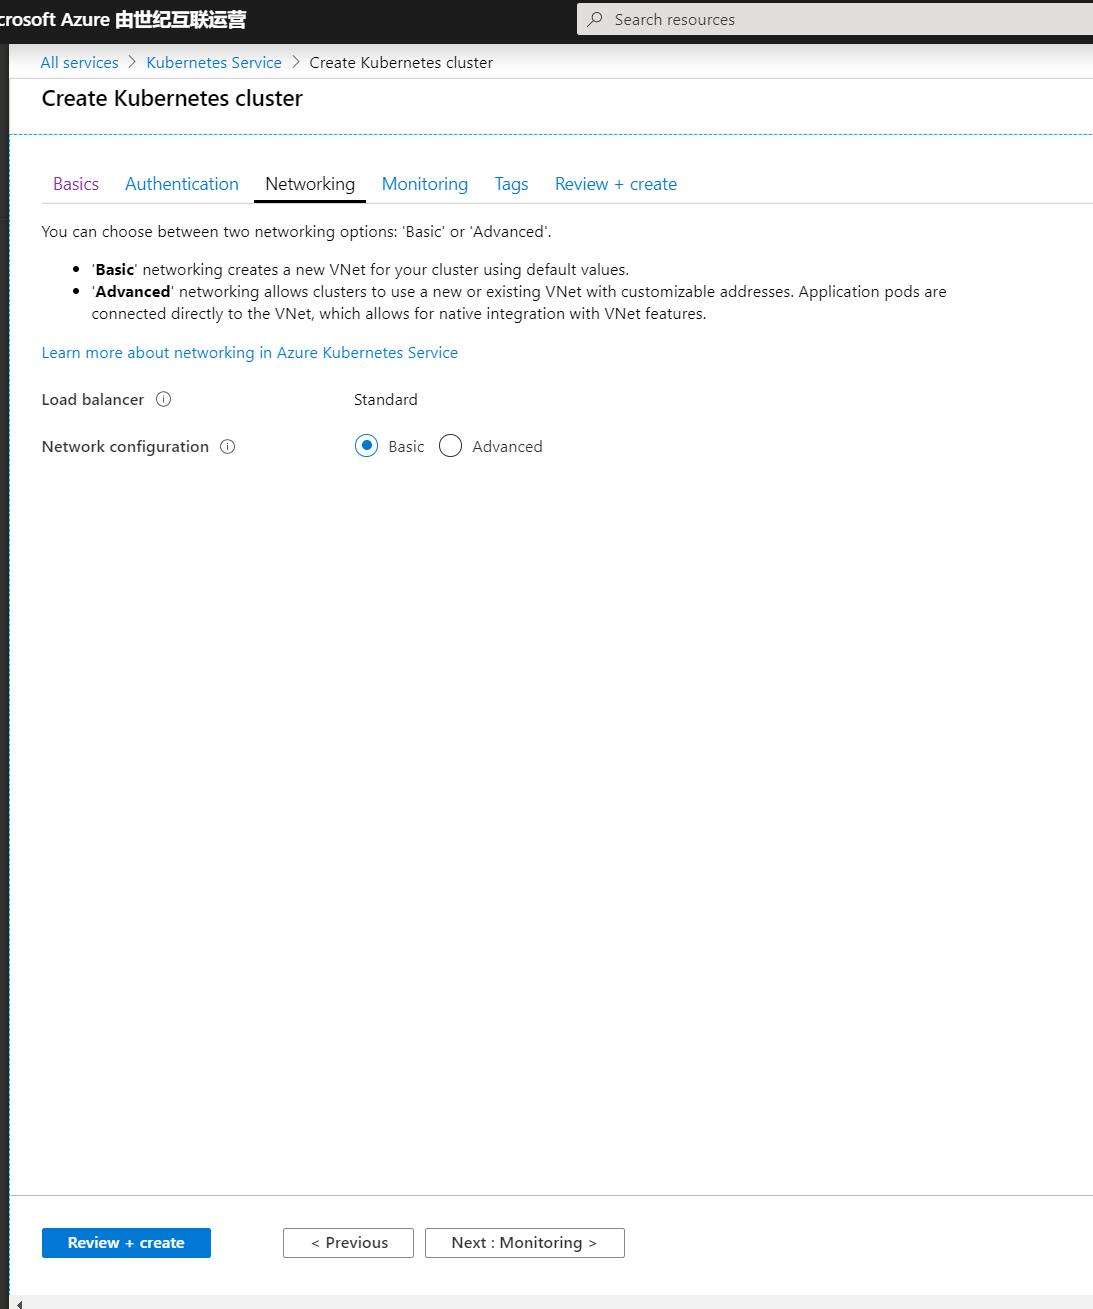 crosoft Azure 由世纪互联运营
Search resources
All services > Kubernetes Service > Create Kubernetes cluster
Create Kubernetes cluster
Basics Authentication Networking Monitoring Tags Review + create
You can choose between two networking options: 'Basic' or 'Advanced'.
'Basic' networking creates a new VNet for your cluster using default values.
'Advanced' networking allows clusters to use a new or existing VNet with customizable addresses. Application pods are
connected directly to the VNet, which allows for native integration with VNet features.
Learn more about networking in Azure Kubernetes Service
Load balancer Standard
Network configuration Basic Advanced
Review + create < Previous Next : Monitoring >